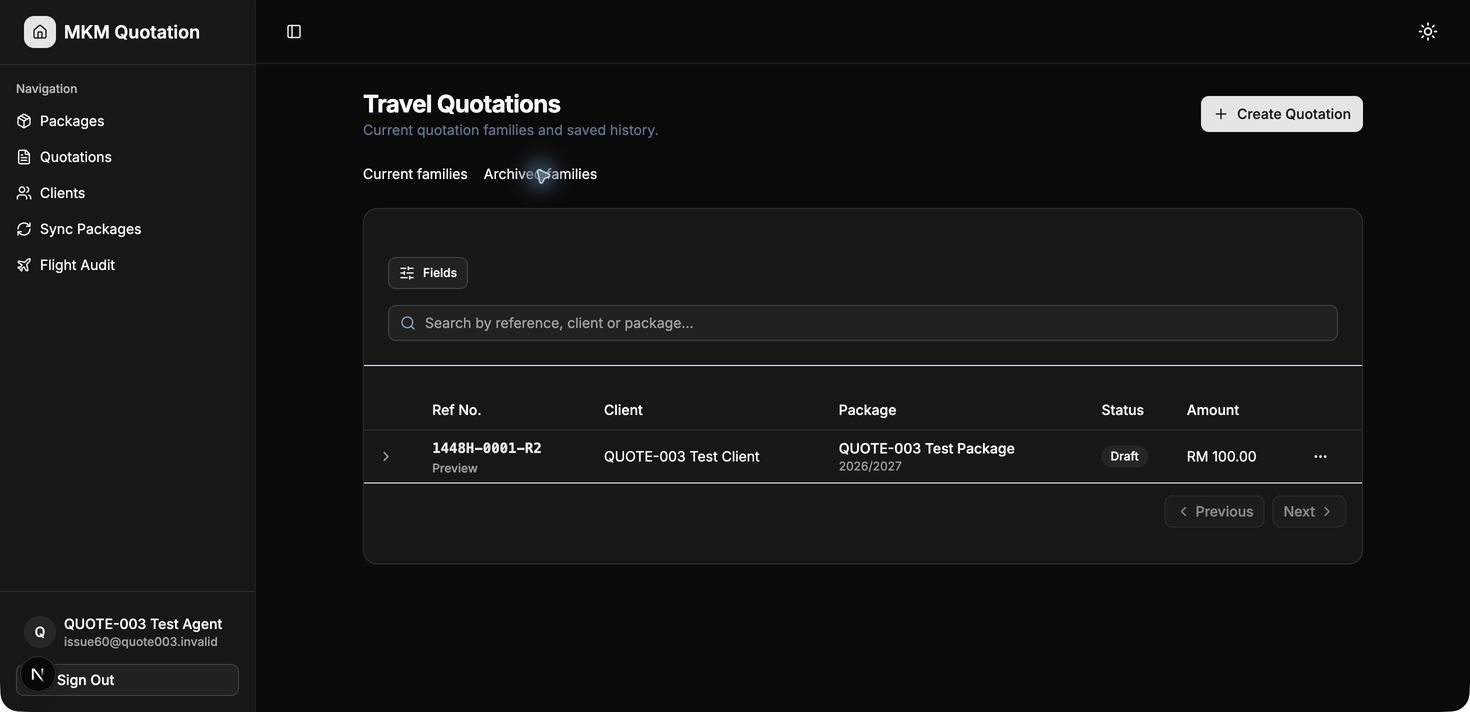 MKM Quotation
Navigation
Packages
Quotations
Clients
Sync Packages
Flight Audit
QUOTE-003 Test Agent
issue60@quote003.invalid
Q
N
Sign Out
Travel Quotations
Current quotation families and saved history.
Create Quotation
Current families
Archived families
Fields
Search by reference, client or package...
Ref No. Client Package Status Amount
1448H-0001-R2 QUOTE-003 Test Client QUOTE-003 Test Package Draft RM 100.00 ...
Preview 2026/2027
Previous Next